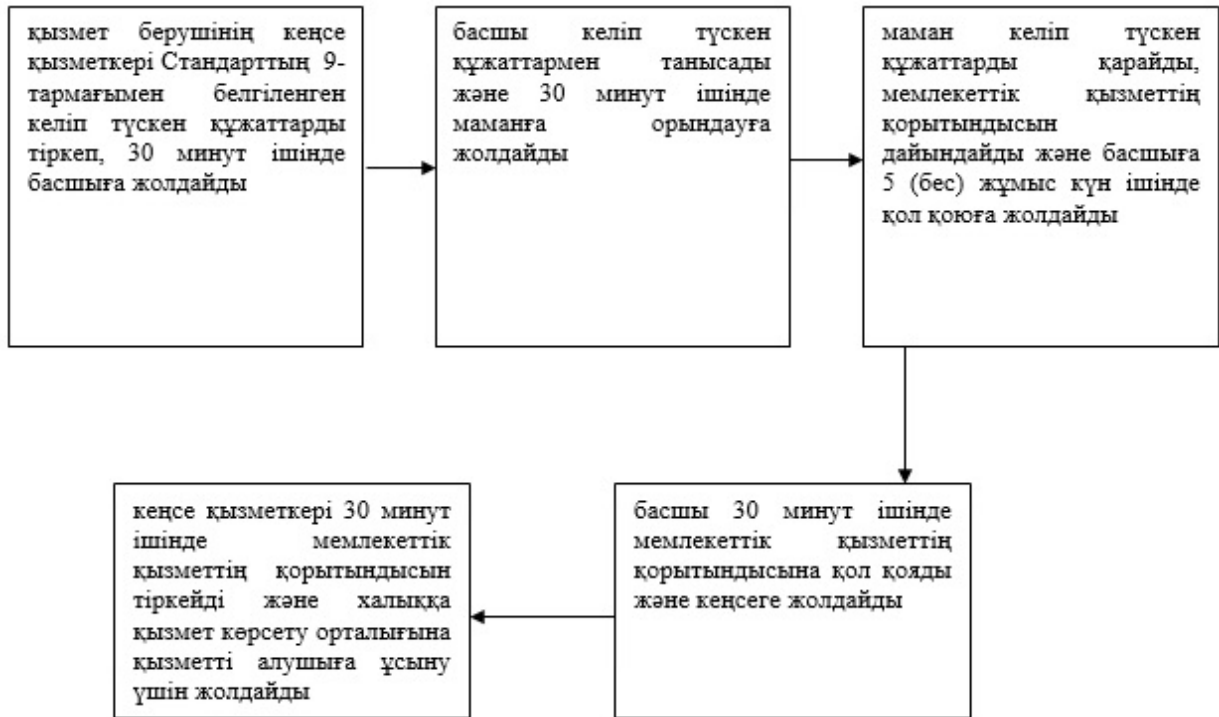 қызмет берушінің кеңсе
қызметкері Стандарттың 9-
тармағымен белгіленген
келіп түскен құжаттарды
тіркеп, 30 минут ішінде
басшыға жолдайды
басшы келіп түскен
құжаттармен танысады
және 30 минут ішінде
маманға орындауға
жолдайды
маман келіп түскен
құжаттарды қарайды,
мемлекеттік қызметтің
қорытындысын
дайындайды және басшыға
5 (бес) жұмыс күн ішінде
қол қоюға жолдайды
басшы 30 минут ішінде
мемлекеттік қызметтің
қорытындысына қол қояды
және кеңсеге жолдайды
кеңсе қызметкері 30 минут
ішінде мемлекеттік
қызметтің қорытындысын
тіркейді және халыққа
қызмет көрсету орталығына
қызметті алушыға ұсыну
үшін жолдайды